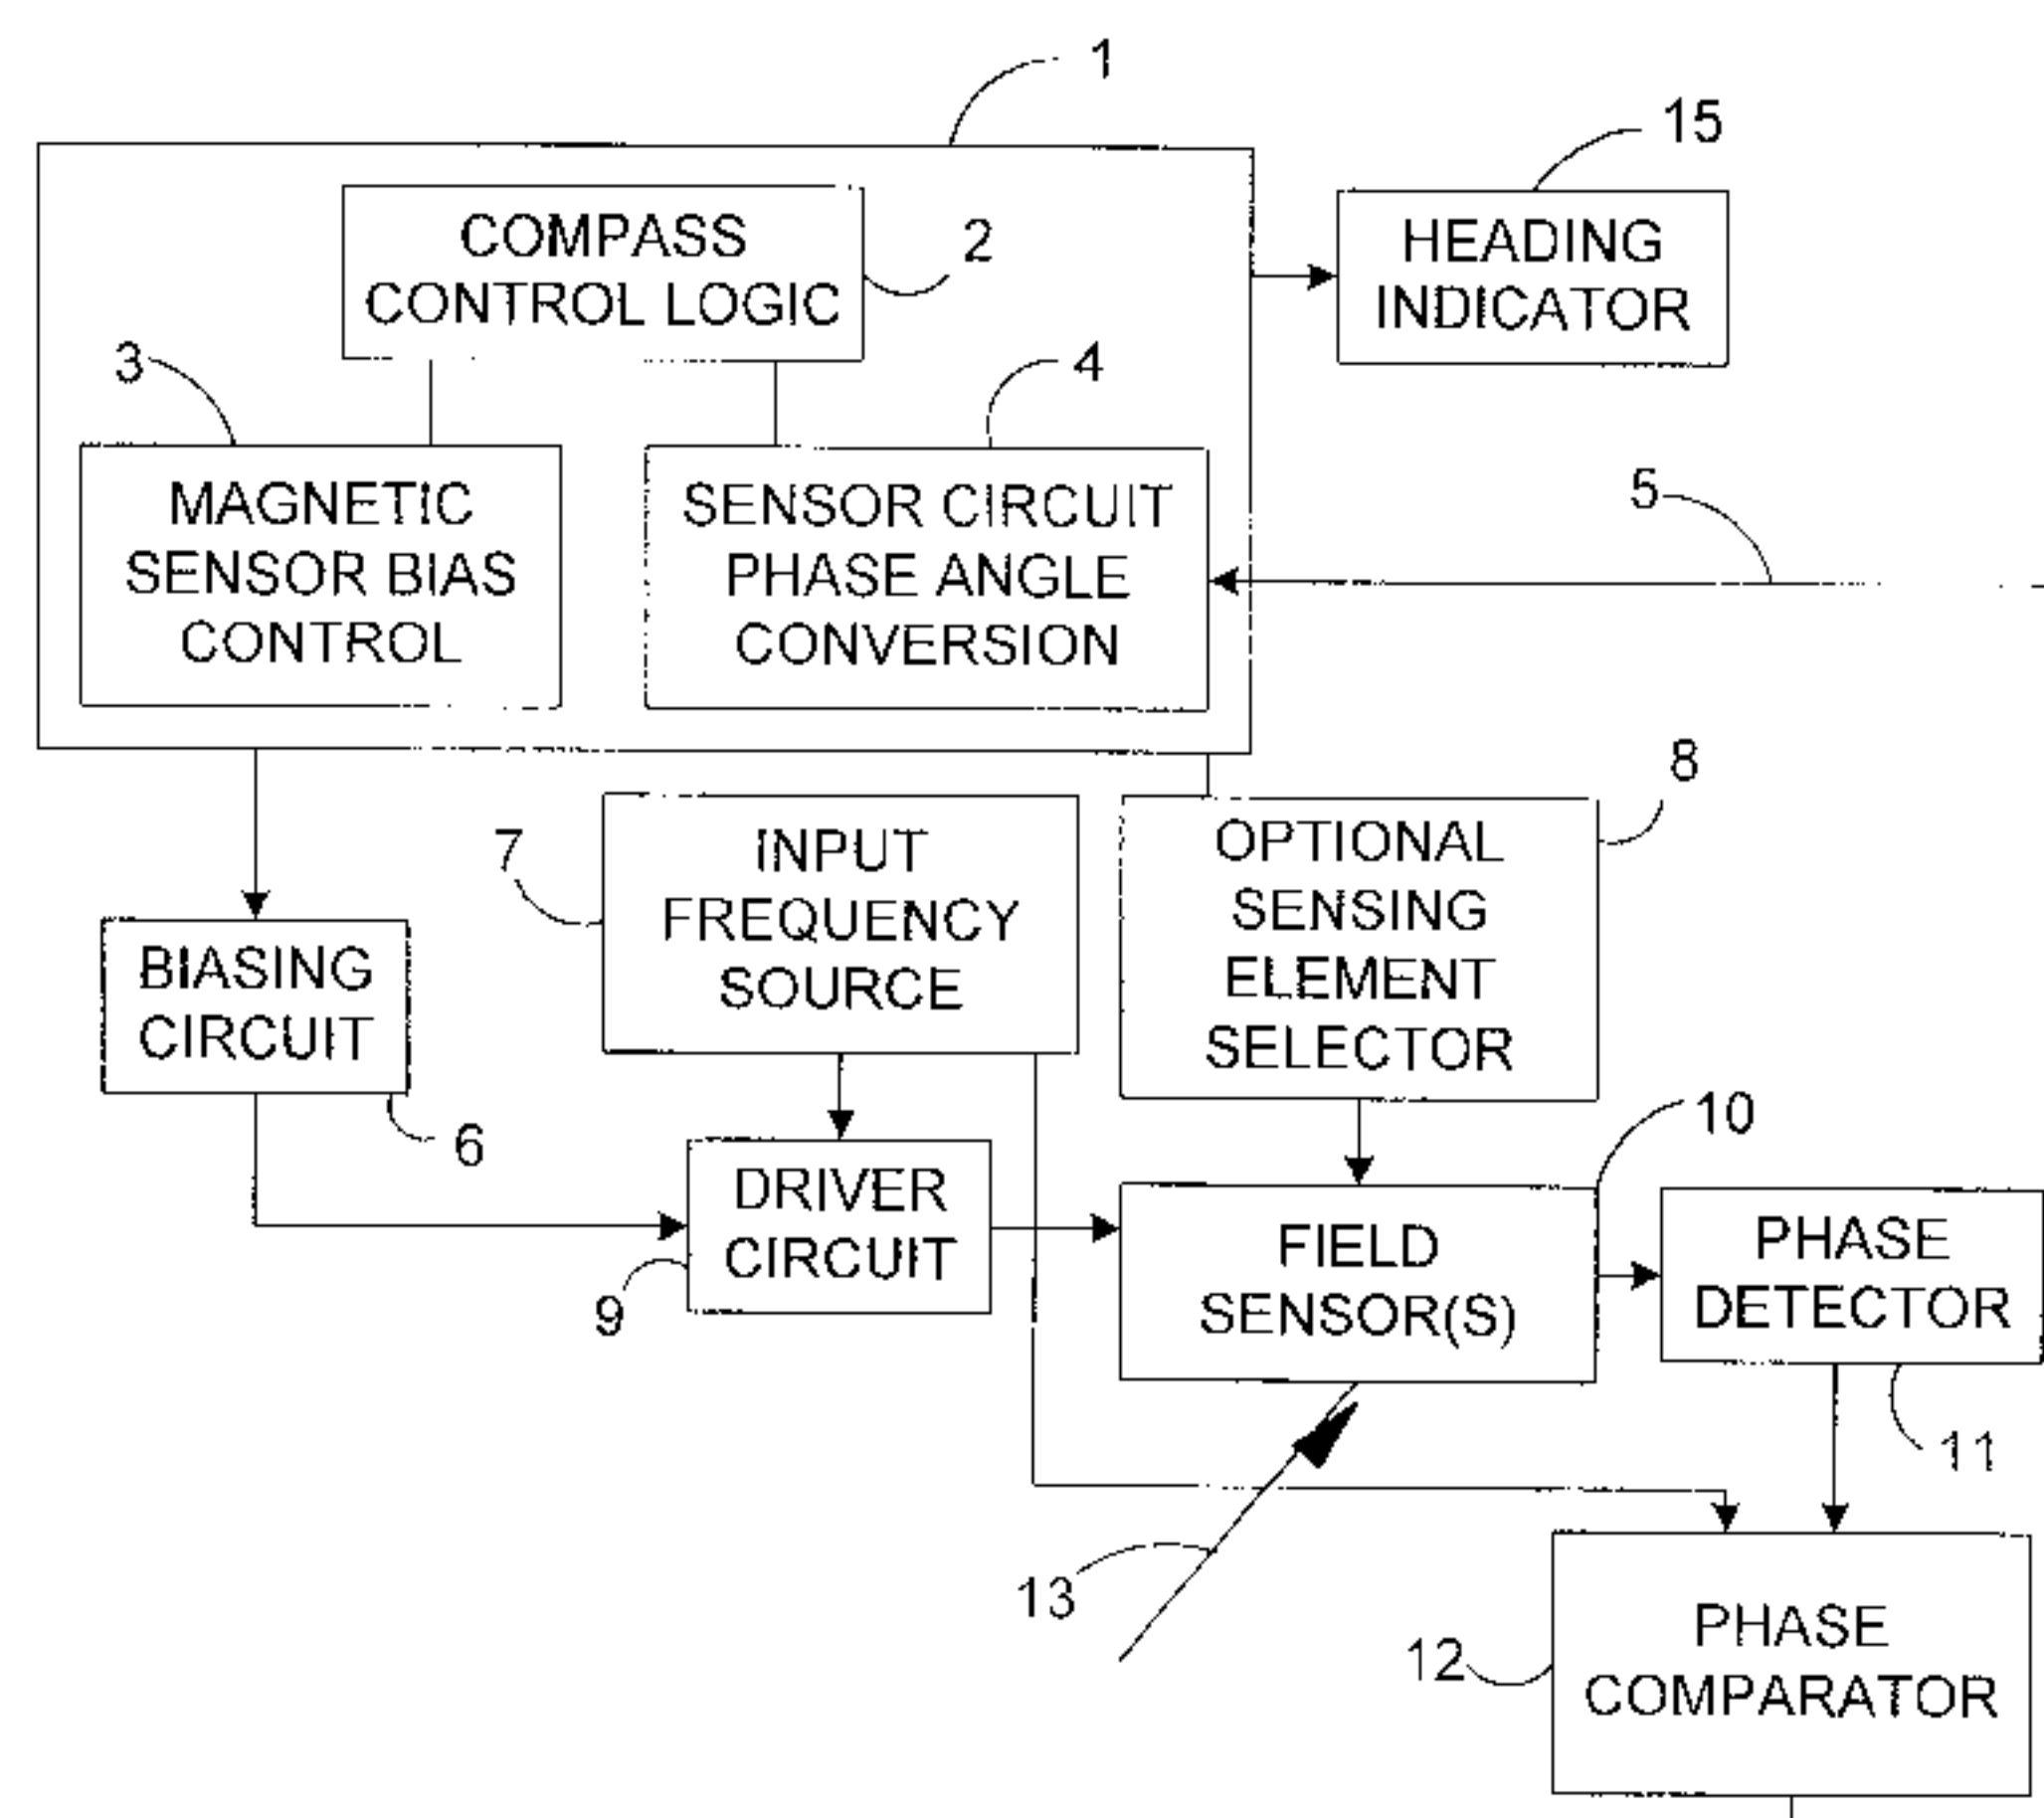 1
15
COMPASS
CONTROL LOGIC
2
HEADING
INDICATOR
3
4
MAGNETIC
SENSOR BIAS
CONTROL
SENSOR CIRCUIT
PHASE ANGLE
CONVERSION
5
8
7
INPUT
FREQUENCY
SOURCE
OPTIONAL
SENSING
ELEMENT
SELECTOR
BIASING
CIRCUIT
6
10
DRIVER
CIRCUIT
9
FIELD
SENSOR(S)
PHASE
DETECTOR
11
13
12
PHASE
COMPARATOR